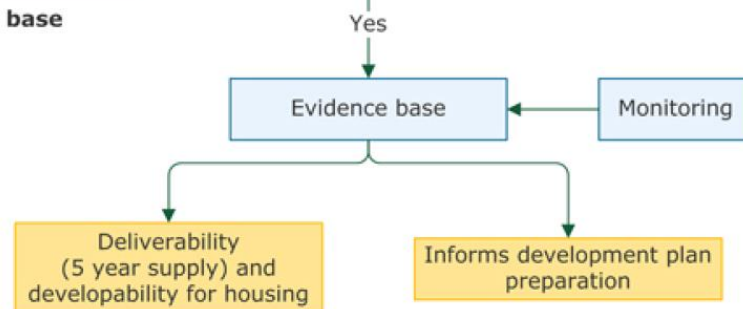 base
Yes
Evidence base
Monitoring
Deliverability
(5 year supply) and
developability for housing
Informs development plan
preparation